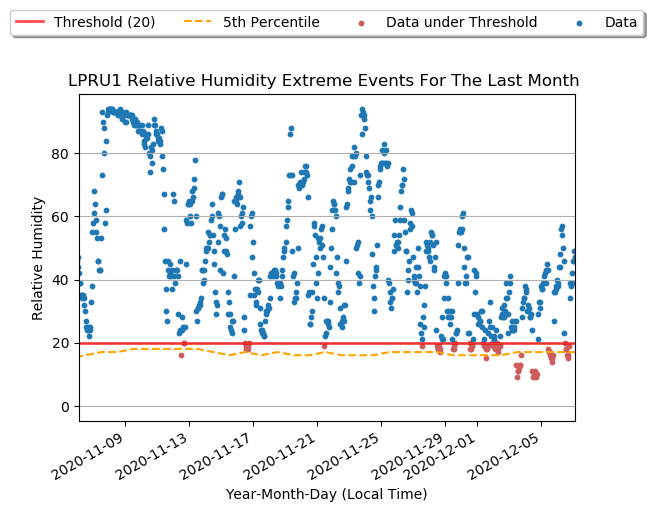 Threshold (20) 5th Percentile Data under Threshold Data
LPRU1 Relative Humidity Extreme Events For The Last Month
Relative Humidity
80
60
40
20
0
2020-11-09 2020-11-13 2020-11-17 2020-11-21 2020-11-25 2020-11-29 2020-12-01 2020-12-05
Year-Month-Day (Local Time)